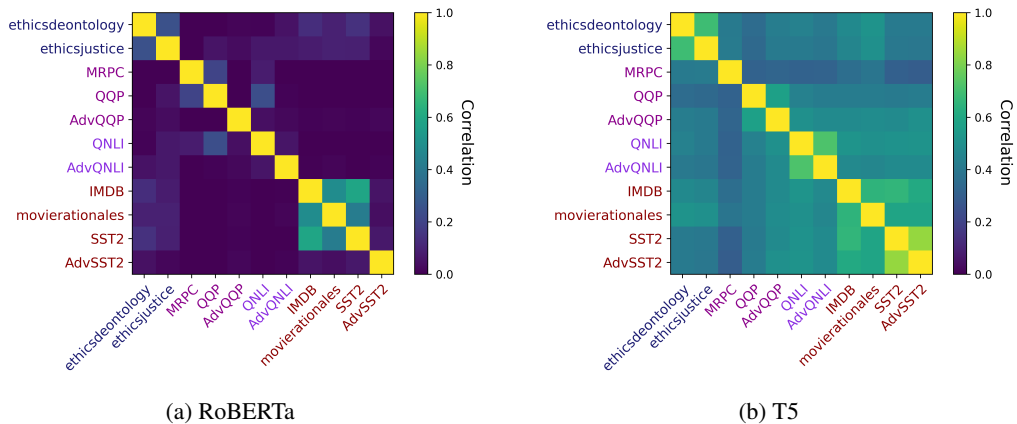 ethicsdeontology
ethicsjustice
MRPC
QQP
AdvQQP
QNLI
AdvQNLI
IMDB
movierationales
SST2
AdvSST2
ethicsdeontology
ethicsjustice
MRPC
QQP
AdvQQP
QNLI
AdvQNLI
IMDB
movierationales
SST2
AdvSST2
1.0
0.8
0.6
0.4
0.2
0.0
Correlation
(a) RoBERTa
ethicsdeontology
ethicsjustice
MRPC
QQP
AdvQQP
QNLI
AdvQNLI
IMDB
movierationales
SST2
AdvSST2
ethicsdeontology
ethicsjustice
MRPC
QQP
AdvQQP
QNLI
AdvQNLI
IMDB
movierationales
SST2
AdvSST2
1.0
0.8
0.6
0.4
0.2
0.0
Correlation
(b) T5